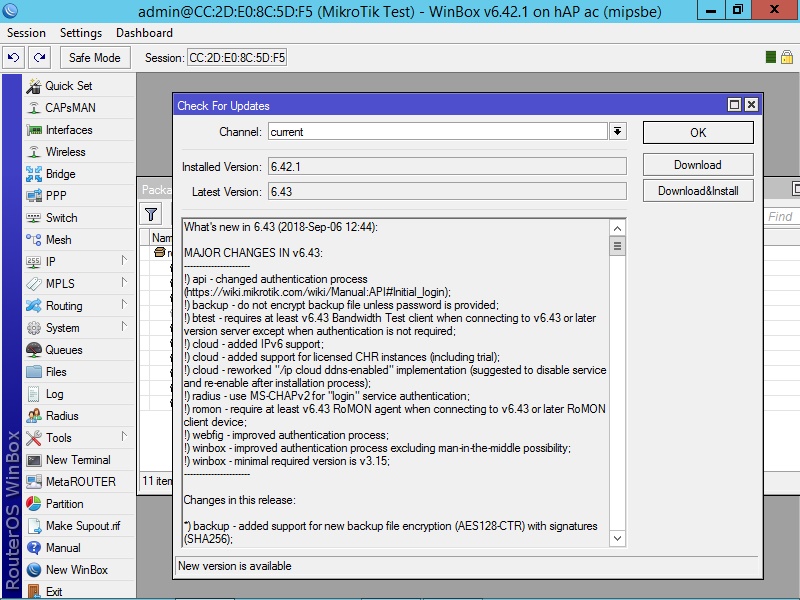 admin@CC:2D:E0:8C:5D:F5 (MikroTik Test) - WinBox v6.42.1 on hAP ac (mipsbe)
Session Settings Dashboard
Safe Mode Session: CC:2D:E0:8C:5D:F5
Quick Set
CAPsMAN
Interfaces
Wireless
Bridge
PPP
Switch
Mesh
IP
MPLS
Routing
System
Queues
Files
Log
Radius
Tools
New Terminal
MetaROUTER
Partition
Make Supout.rif
Manual
New WinBox
Exit
RouterOS WinBox
Packa
Find
Nam
11 item
Check For Updates
Channel: current
OK
Installed Version: 6.42.1
Download
Latest Version: 6.43
Download&Install
What's new in 6.43 (2018-Sep-06 12:44):
MAJOR CHANGES IN v6.43:
----------------------
!) api - changed authentication process
(https://wiki.mikrotik.com/wiki/Manual:API#Initial_login);
!) backup - do not encrypt backup file unless password is provided;
!) btest - requires at least v6.43 Bandwidth Test client when connecting to v6.43 or later
version server except when authentication is not required;
!) cloud - added IPv6 support;
!) cloud - added support for licensed CHR instances (including trial);
!) cloud - reworked "/ip cloud ddns-enabled" implementation (suggested to disable service
and re-enable after installation process);
!) radius - use MS-CHAPv2 for "login" service authentication;
!) romon - require at least v6.43 RoMON agent when connecting to v6.43 or later RoMON
client device;
!) webfig - improved authentication process;
!) winbox - improved authentication process excluding man-in-the-middle possibility;
!) winbox - minimal required version is v3.15;
----------------------
Changes in this release:
*) backup - added support for new backup file encryption (AES128-CTR) with signatures
(SHA256);
New version is available